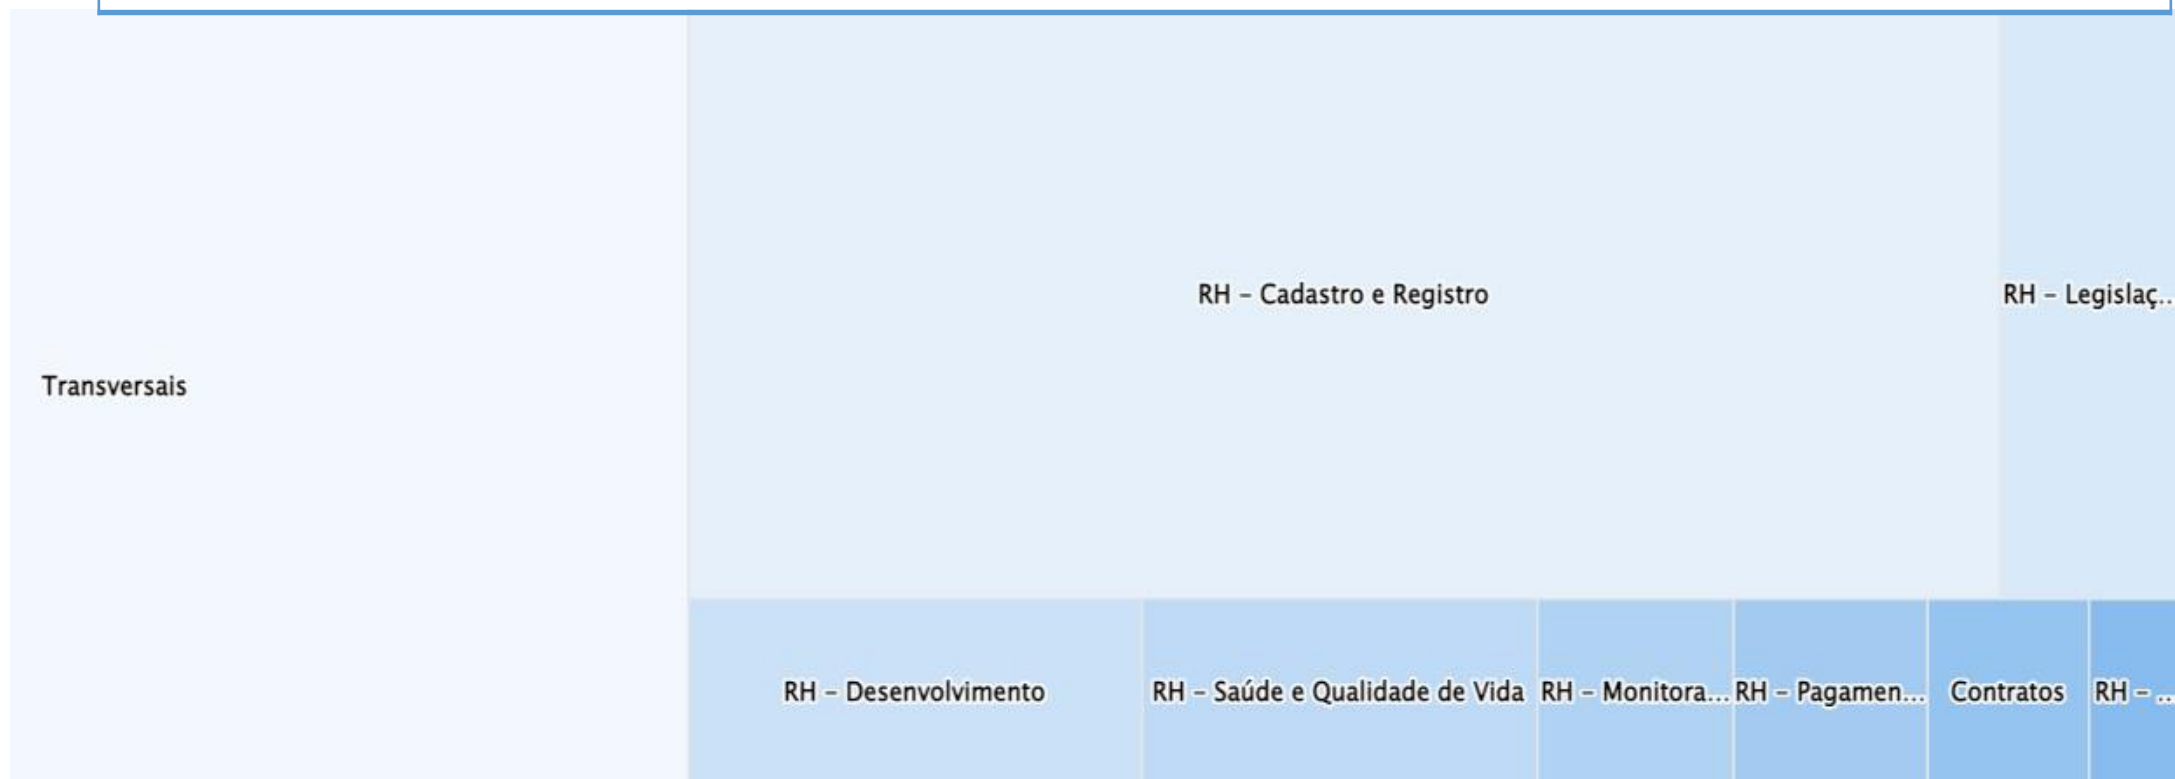 RH – Cadastro e Registro
RH – Legislaç...
Transversais
RH – Desenvolvimento
RH – Saúde e Qualidade de Vida
RH – Monitora...
RH – Pagamen...
Contratos
RH – ...